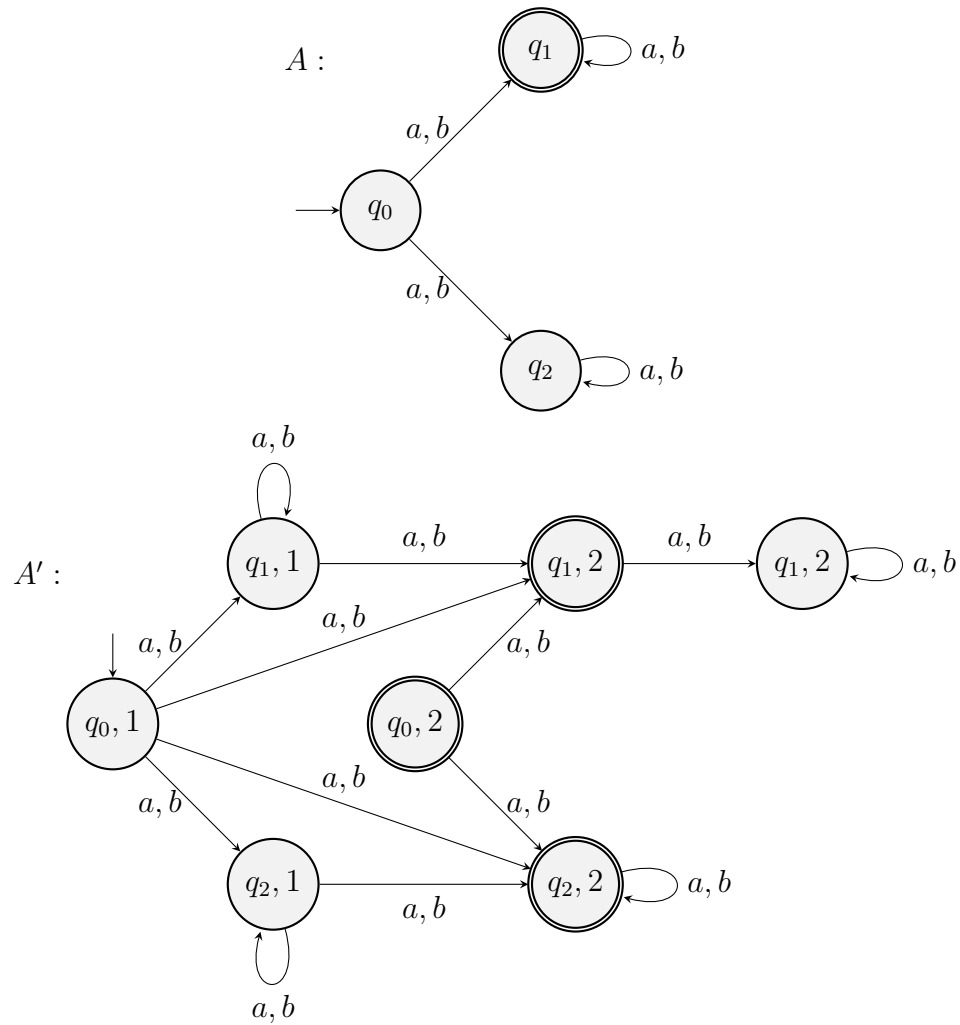 A :
q₁
a, b
a, b
q₀
a, b
q₂
a, b
a, b
A′ :
q₁, 1
a, b
q₁, 2
a, b
q₁, 2
a, b
a, b
a, b
a, b
q₀, 1
q₀, 2
a, b
a, b
a, b
q₂, 1
a, b
q₂, 2
a, b
a, b